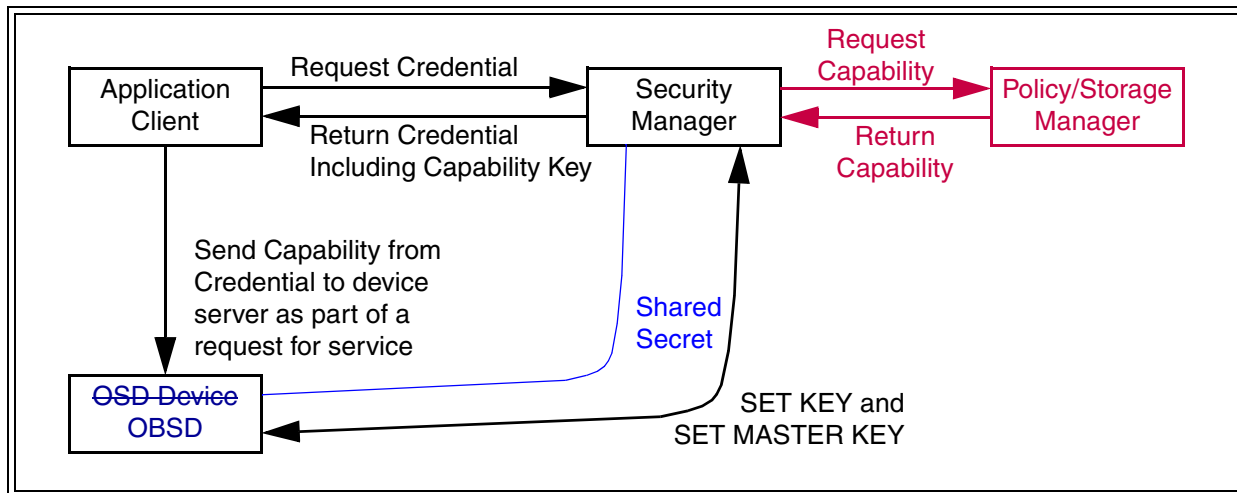 Application
Client
Request Credential
Return Credential
Including Capability Key
Security
Manager
Request
Capability
Return
Capability
Policy/Storage
Manager
Send Capability from
Credential to device
server as part of a
request for service
Shared
Secret
OSD Device
OBSD
SET KEY and
SET MASTER KEY